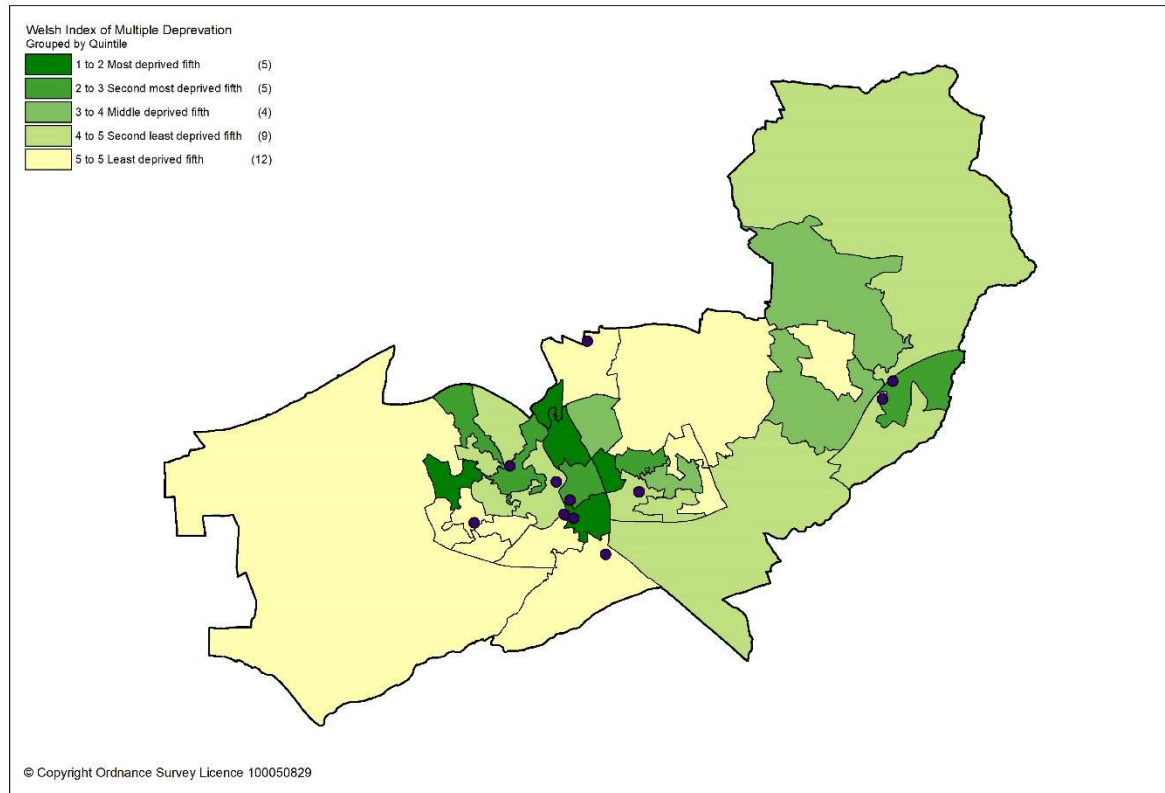 Welsh Index of Multiple Deprevation
Grouped by Quintile
1 to 2 Most deprived fifth (5)
2 to 3 Second most deprived fifth (5)
3 to 4 Middle deprived fifth (4)
4 to 5 Second least deprived fifth (9)
5 to 5 Least deprived fifth (12)
© Copyright Ordnance Survey Licence 100050829